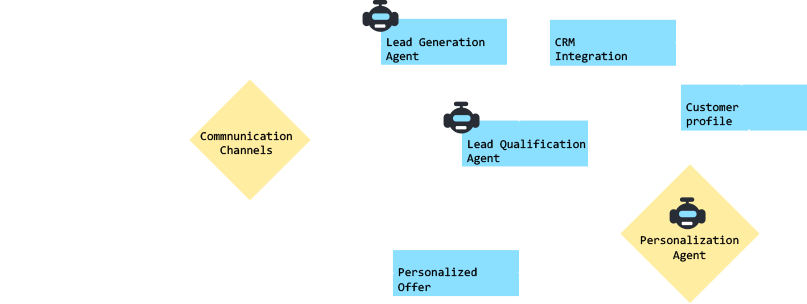 Lead Generation
Agent
CRM
Integration
Customer
profile
Commnunication
Channels
Lead Qualification
Agent
Personalization
Agent
Personalized
Offer